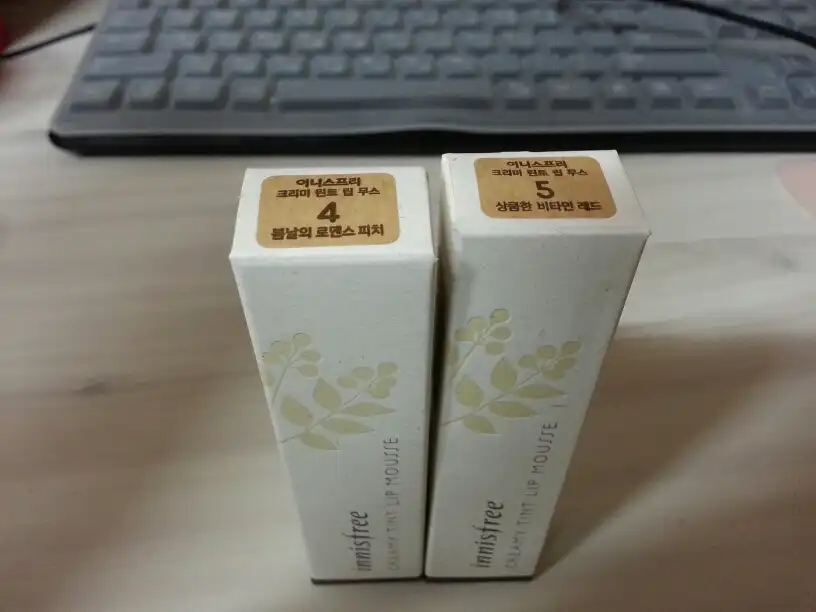 이니스프리
크리미 틴트 립 무스
4
봄날의 로맨스 피치
이니스프리
크리미 틴트 립 무스
5
상큼한 비타민 레드
innisfree
CREAMY TINT LIP MOUSSE
innisfree
CREAMY TINT LIP MOUSSE